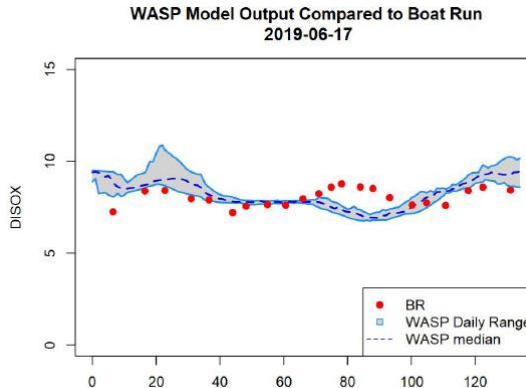 WASP Model Output Compared to Boat Run
2019-06-17
15
10
5
0
DISOX
BR
WASP Daily Range
WASP median
0 20 40 60 80 100 120